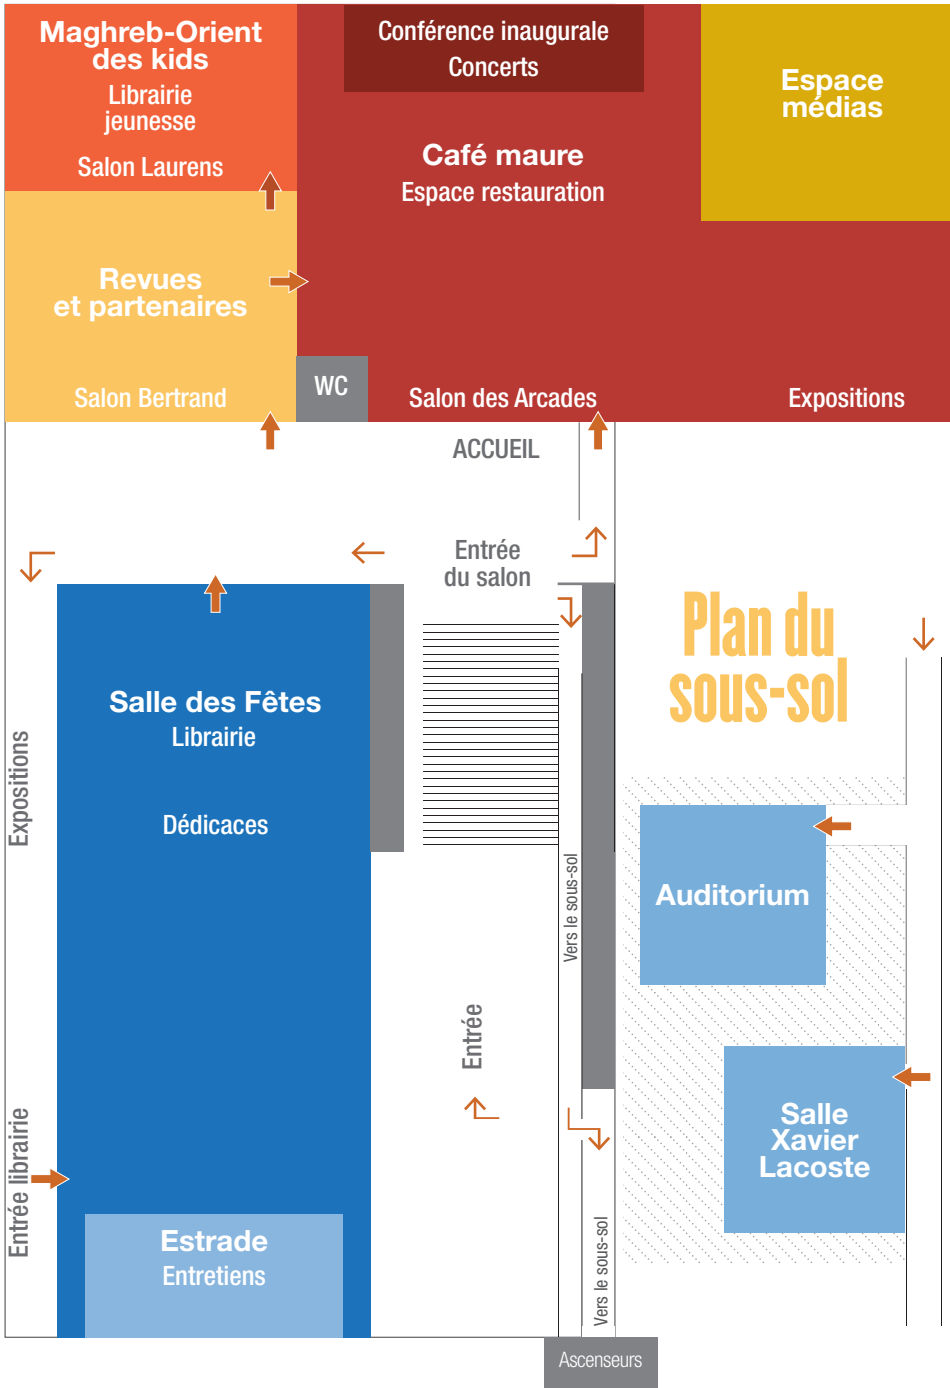 Maghreb-Orient
des kids
Librairie
jeunesse
Salon Laurens
Conférence inaugurale
Concerts
Café maure
Espace restauration
Espace
médias
Revues
et partenaires
Salon Bertrand
WC
Salon des Arcades
Expositions
ACCUEIL
Entrée
du salon
Salle des Fêtes
Librairie
Dédicaces
Expositions
Entrée librairie
Estrade
Entretiens
Entrée
Vers le sous-sol
Vers le sous-sol
Ascenseurs
Plan du
sous-sol
Auditorium
Salle
Xavier
Lacoste